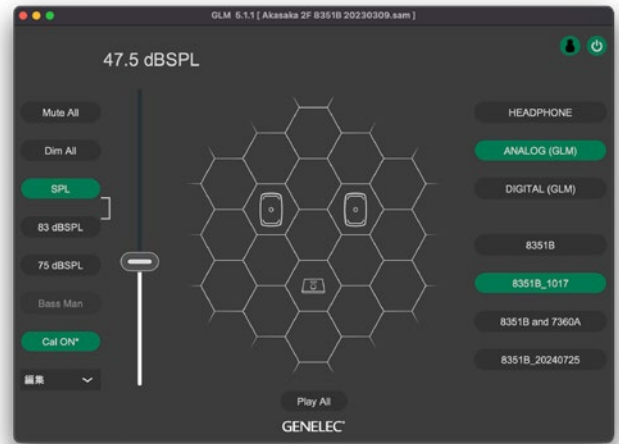 GLM 5.1.1 [ Akasaka 2F 8351B 20230309.sam ]
47.5 dBSPL
Mute All
Dim All
SPL
83 dBSPL
75 dBSPL
Bass Man
Cal ON*
編集
HEADPHONE
ANALOG (GLM)
DIGITAL (GLM)
8351B
8351B_1017
8351B and 7360A
8351B_20240725
Play All
GENELEC®